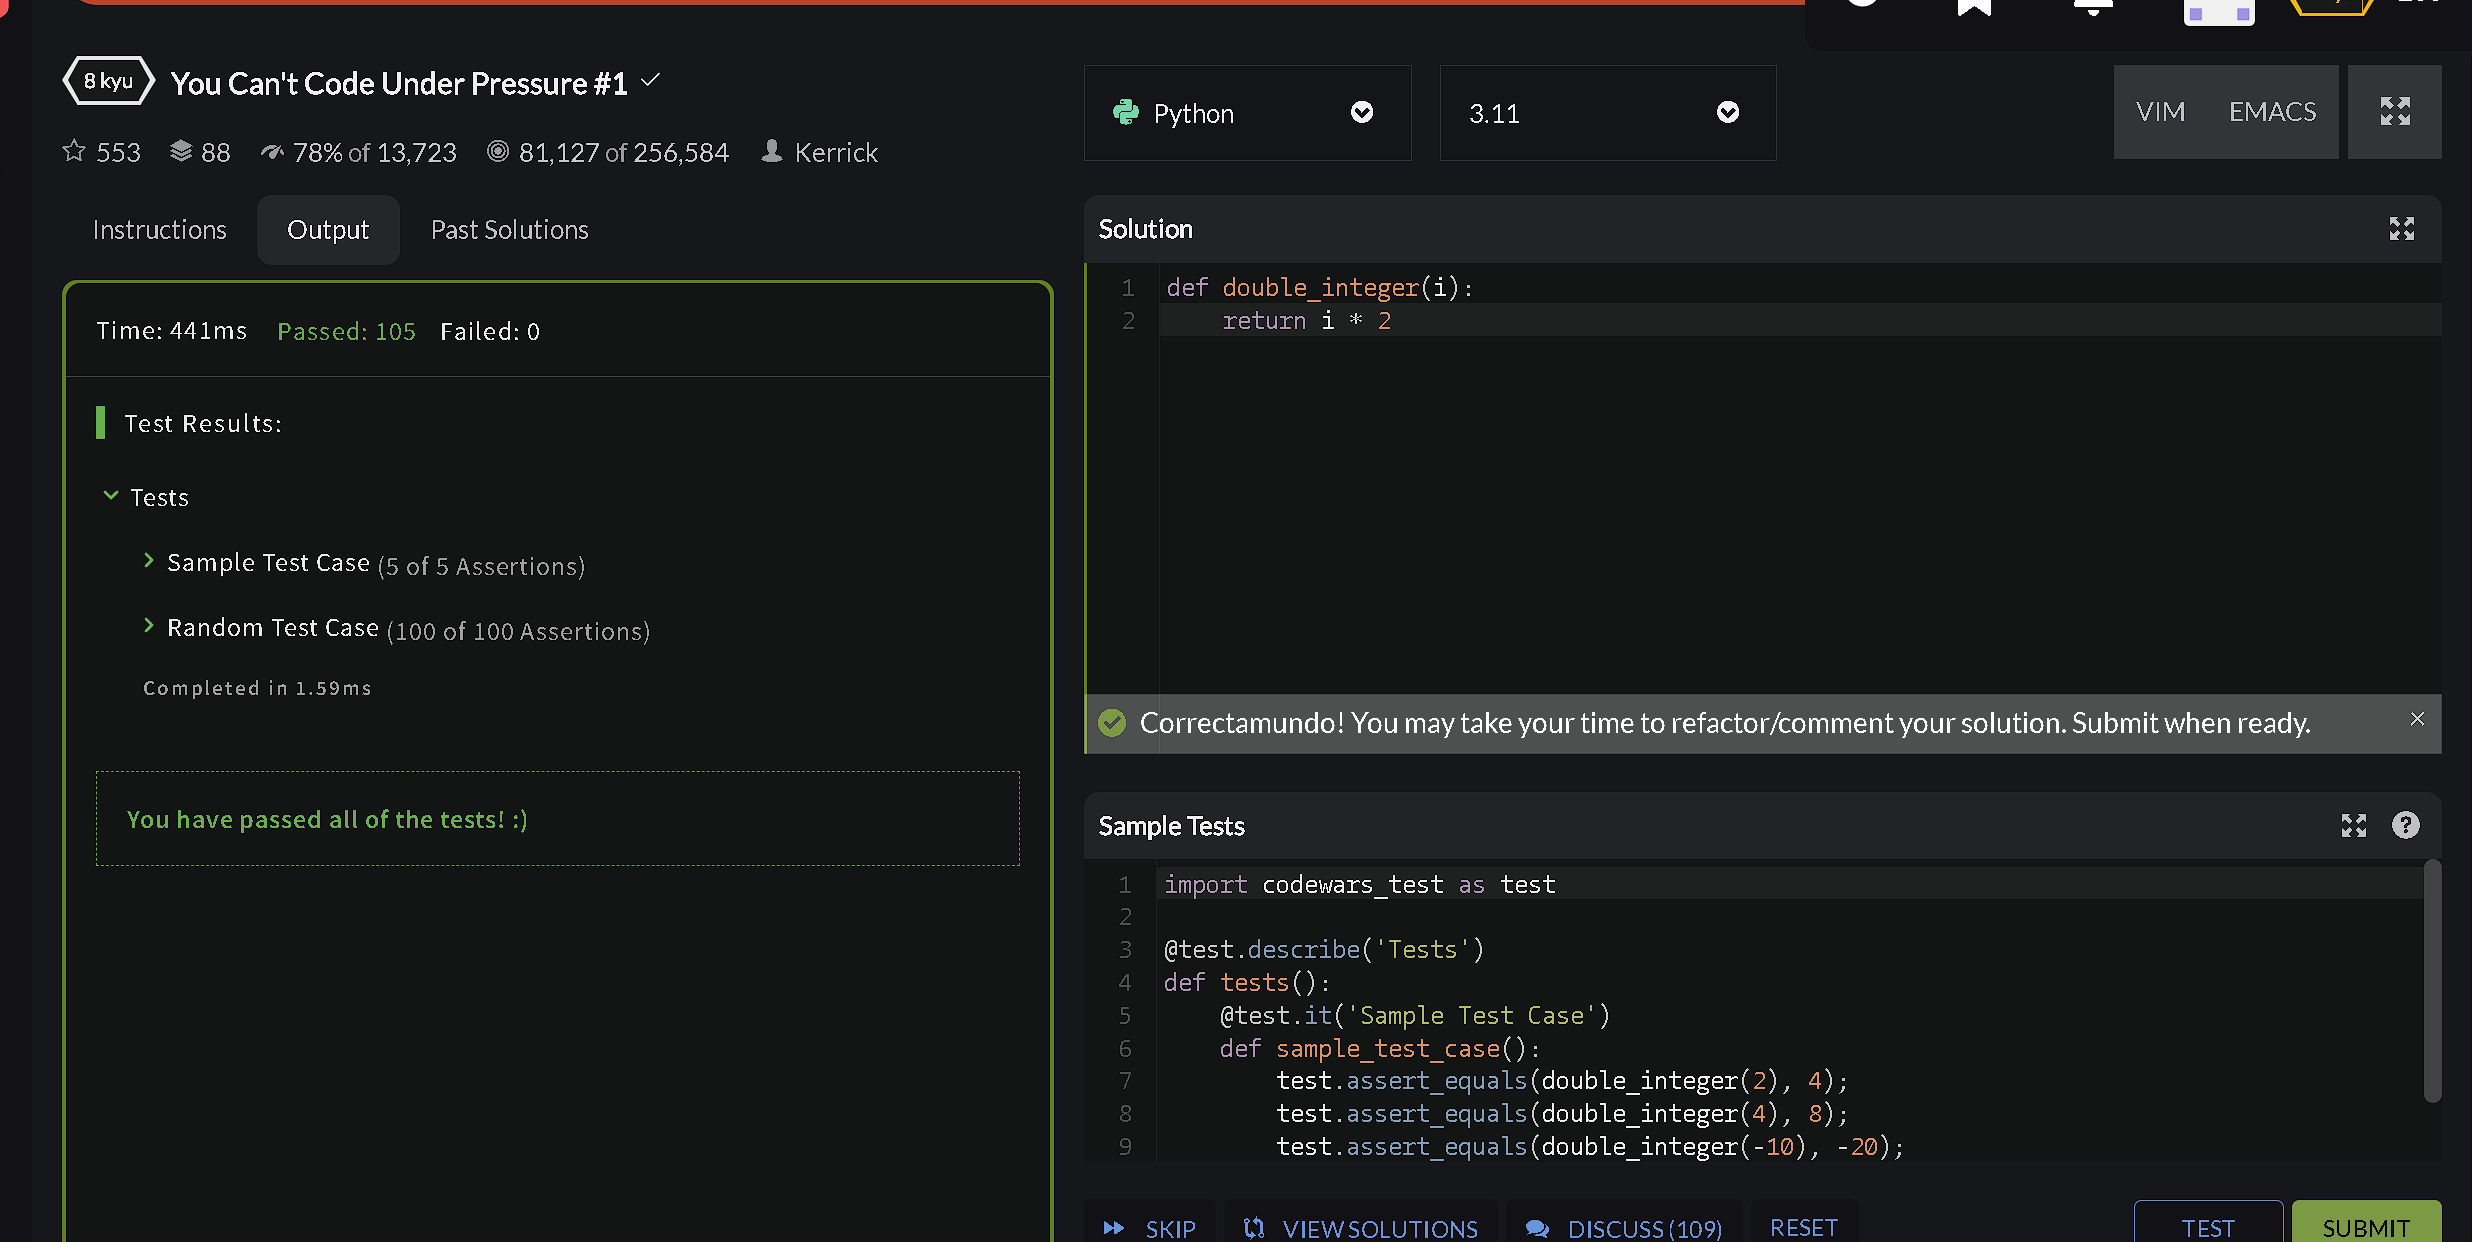 8 kyu
You Can't Code Under Pressure #1
553 88 78% of 13,723 81,127 of 256,584 Kerrick
Instructions Output Past Solutions
Time: 441ms Passed: 105 Failed: 0
Test Results:
Tests
Sample Test Case (5 of 5 Assertions)
Random Test Case (100 of 100 Assertions)
Completed in 1.59ms
You have passed all of the tests! :)
Python
3.11
VIM EMACS
Solution
1 def double_integer(i):
2     return i * 2
Correctamundo! You may take your time to refactor/comment your solution. Submit when ready.
Sample Tests
1 import codewars_test as test
2
3 @test.describe('Tests')
4 def tests():
5     @test.it('Sample Test Case')
6     def sample_test_case():
7         test.assert_equals(double_integer(2), 4);
8         test.assert_equals(double_integer(4), 8);
9         test.assert_equals(double_integer(-10), -20);
SKIP VIEW SOLUTIONS DISCUSS (109) RESET TEST SUBMIT